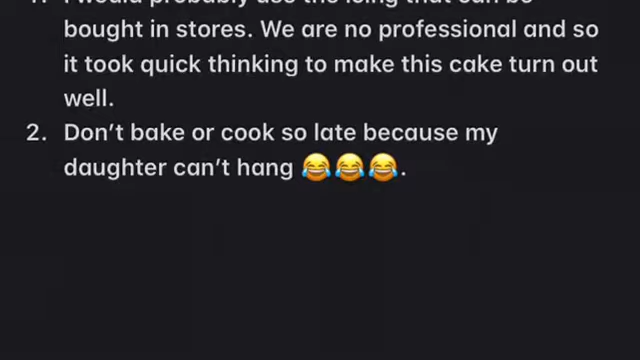 1. I would probably use the icing that can be
bought in stores. We are no professional and so
it took quick thinking to make this cake turn out
well.
2. Don't bake or cook so late because my
daughter can't hang 😂😂😂.